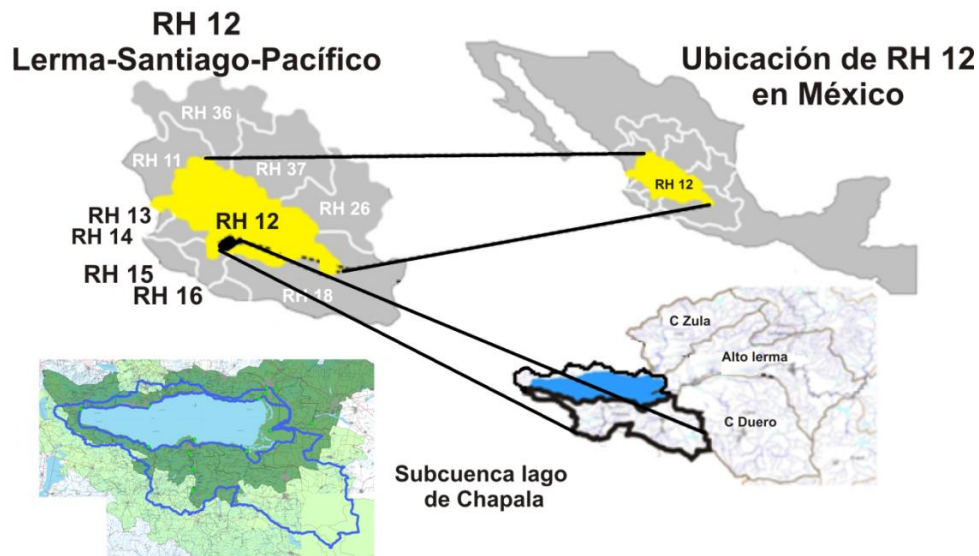 RH 12
Lerma-Santiago-Pacífico
Ubicación de RH 12
en México
RH 36
RH 11
RH 37
RH 26
RH 13
RH 12
RH 14
RH 15
RH 16
RH 18
RH 12
C Zula
Alto lerma
C Duero
Subcuenca lago
de Chapala